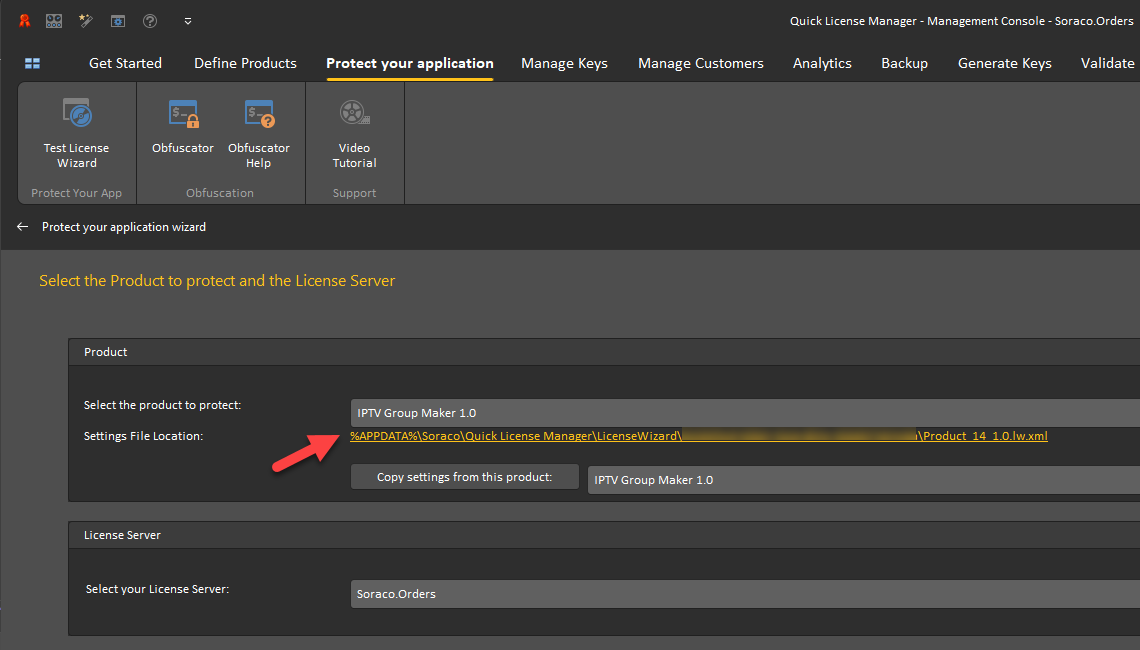 Quick License Manager - Management Console - Soraco.Orders
Get Started Define Products Protect your application Manage Keys Manage Customers Analytics Backup Generate Keys Validate
Test License
Wizard
Protect Your App
Obfuscator
Obfuscator
Help
Obfuscation
Video
Tutorial
Support
Protect your application wizard
Select the Product to protect and the License Server
Product
Select the product to protect: IPTV Group Maker 1.0
Settings File Location: %APPDATA%\Soraco\Quick License Manager\LicenseWizard\ \Product_14_1.0.lw.xml
Copy settings from this product: IPTV Group Maker 1.0
License Server
Select your License Server: Soraco.Orders